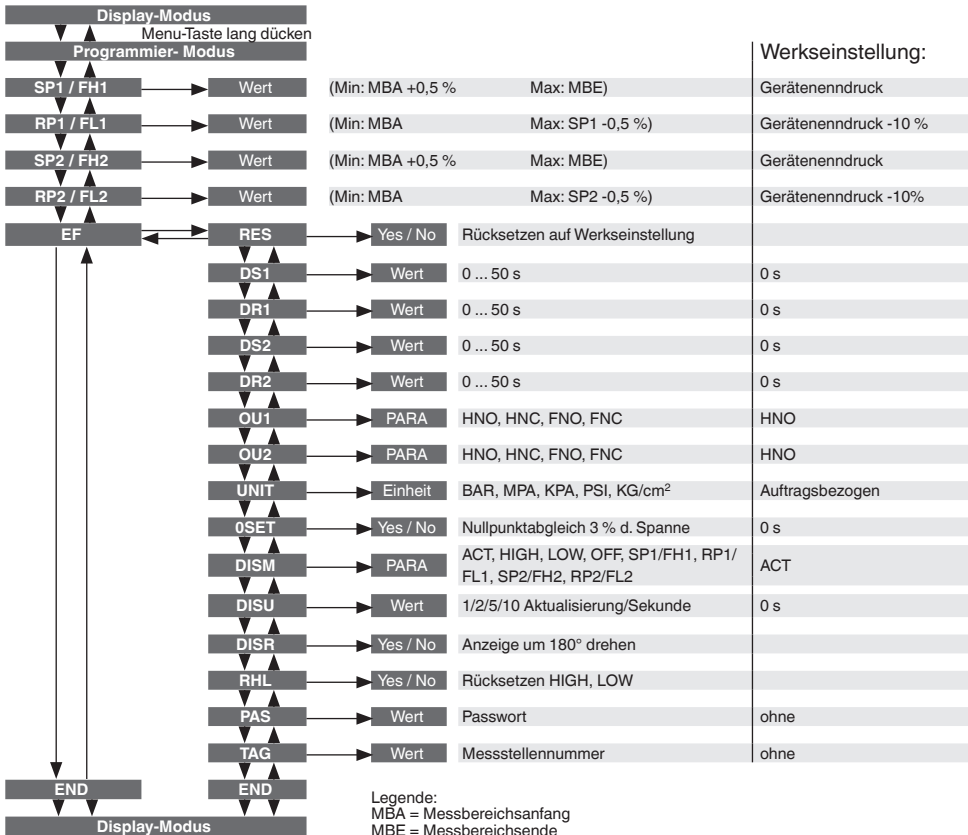 Display-Modus
Menu-Taste lang dücken
Programmier- Modus
Werkseinstellung:
SP1 / FH1 Wert (Min: MBA +0,5 % Max: MBE) Gerätenenndruck
RP1 / FL1 Wert (Min: MBA Max: SP1 -0,5 %) Gerätenenndruck -10 %
SP2 / FH2 Wert (Min: MBA +0,5 % Max: MBE) Gerätenenndruck
RP2 / FL2 Wert (Min: MBA Max: SP2 -0,5 %) Gerätenenndruck -10%
EF RES Yes / No Rücksetzen auf Werkseinstellung
DS1 Wert 0 ... 50 s 0 s
DR1 Wert 0 ... 50 s 0 s
DS2 Wert 0 ... 50 s 0 s
DR2 Wert 0 ... 50 s 0 s
OU1 PARA HNO, HNC, FNO, FNC HNO
OU2 PARA HNO, HNC, FNO, FNC HNO
UNIT Einheit BAR, MPA, KPA, PSI, KG/cm² Auftragsbezogen
0SET Yes / No Nullpunktabgleich 3 % d. Spanne 0 s
DISM PARA ACT, HIGH, LOW, OFF, SP1/FH1, RP1/
FL1, SP2/FH2, RP2/FL2 ACT
DISU Wert 1/2/5/10 Aktualisierung/Sekunde 0 s
DISR Yes / No Anzeige um 180° drehen
RHL Yes / No Rücksetzen HIGH, LOW
PAS Wert Passwort ohne
TAG Wert Messstellennummer ohne
END END
Display-Modus
Legende:
MBA = Messbereichsanfang
MBE = Messbereichsende